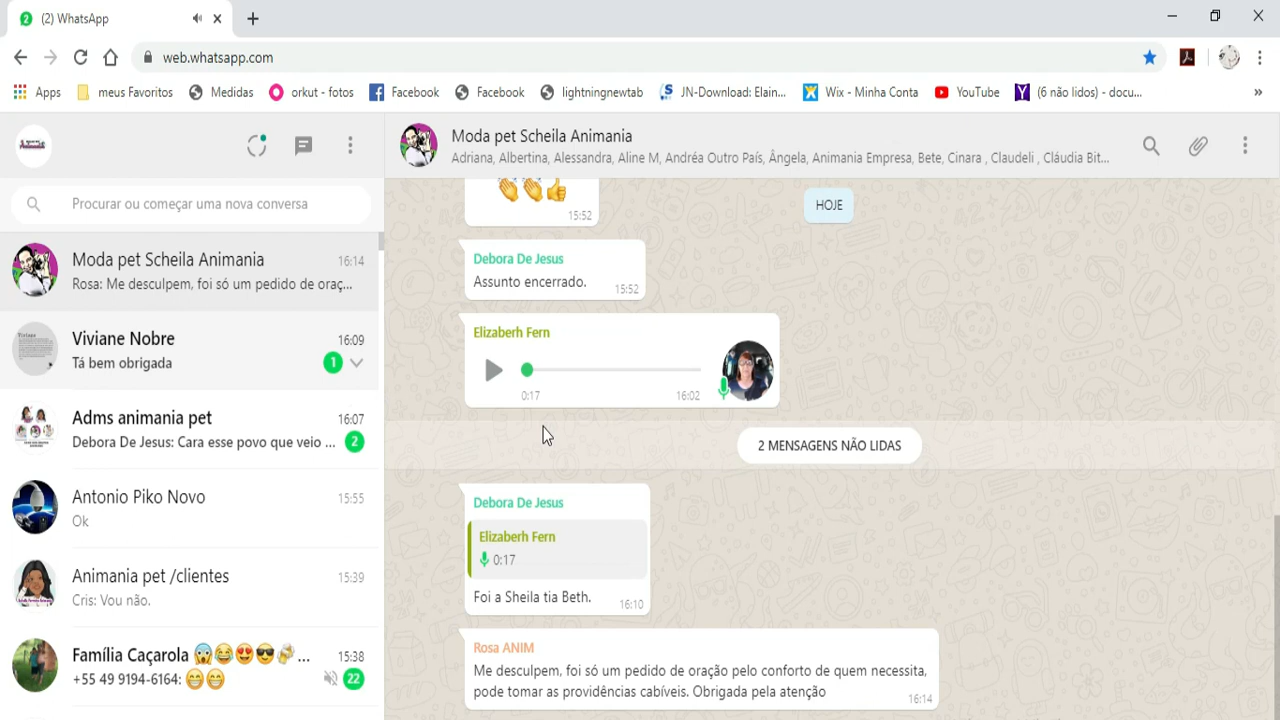 (2) WhatsApp
web.whatsapp.com
Apps
meus Favoritos
Medidas
orkut - fotos
Facebook
Facebook
lightningnewtab
JN-Download: Elain...
Wix - Minha Conta
YouTube
(6 não lidos) - docu...
Procurar ou começar uma nova conversa
Moda pet Scheila Animania 16:14
Rosa: Me desculpem, foi só um pedido de oraç...
Viviane Nobre 16:09
Tá bem obrigada 1
Adms animania pet 16:07
Debora De Jesus: Cara esse povo que veio ... 2
Antonio Piko Novo 15:55
Ok
Animania pet /clientes 15:39
Cris: Vou não.
Família Caçarola 😱😂😍😎🍻... 15:38
+55 49 9194-6164: 😁😁 22
Moda pet Scheila Animania
Adriana, Albertina, Alessandra, Aline M, Andréa Outro País, Ângela, Animania Empresa, Bete, Cinara , Claudeli , Cláudia Bit...
HOJE
👏👏👍
15:52
Debora De Jesus
Assunto encerrado. 15:52
Elizaberh Fern
0:17 16:02
2 MENSAGENS NÃO LIDAS
Debora De Jesus
Elizaberh Fern
0:17
Foi a Sheila tia Beth. 16:10
Rosa ANIM
Me desculpem, foi só um pedido de oração pelo conforto de quem necessita,
pode tomar as providências cabíveis. Obrigada pela atenção 16:14